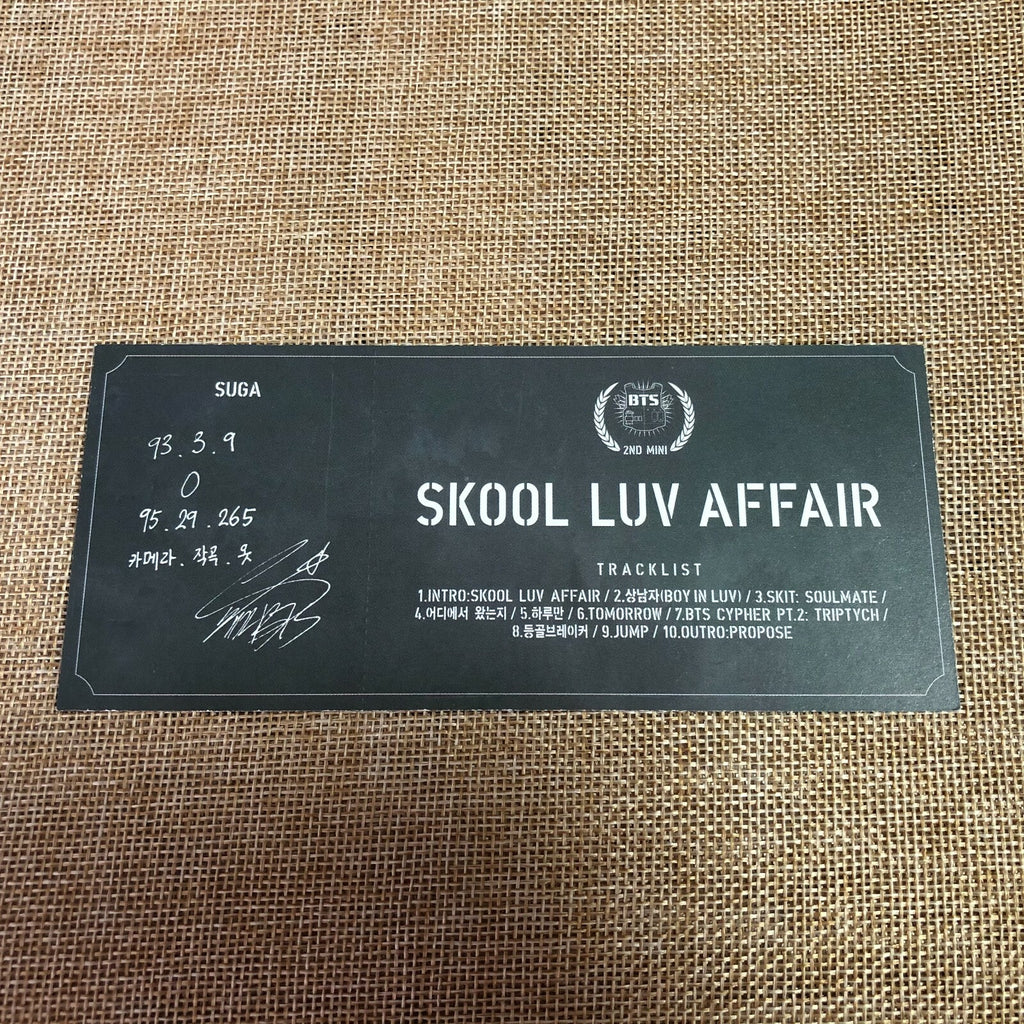 SUGA
93.3.9
O
95.29.265
카메라.작곡.옷
BTS
2ND MINI
SKOOL LUV AFFAIR
TRACKLIST
1.INTRO:SKOOL LUV AFFAIR / 2.상남자(BOY IN LUV) / 3.SKIT: SOULMATE /
4.어디에서 왔는지 / 5.하루만 / 6.TOMORROW / 7.BTS CYPHER PT.2: TRIPTYCH /
8.등골브레이커 / 9.JUMP / 10.OUTRO:PROPOSE